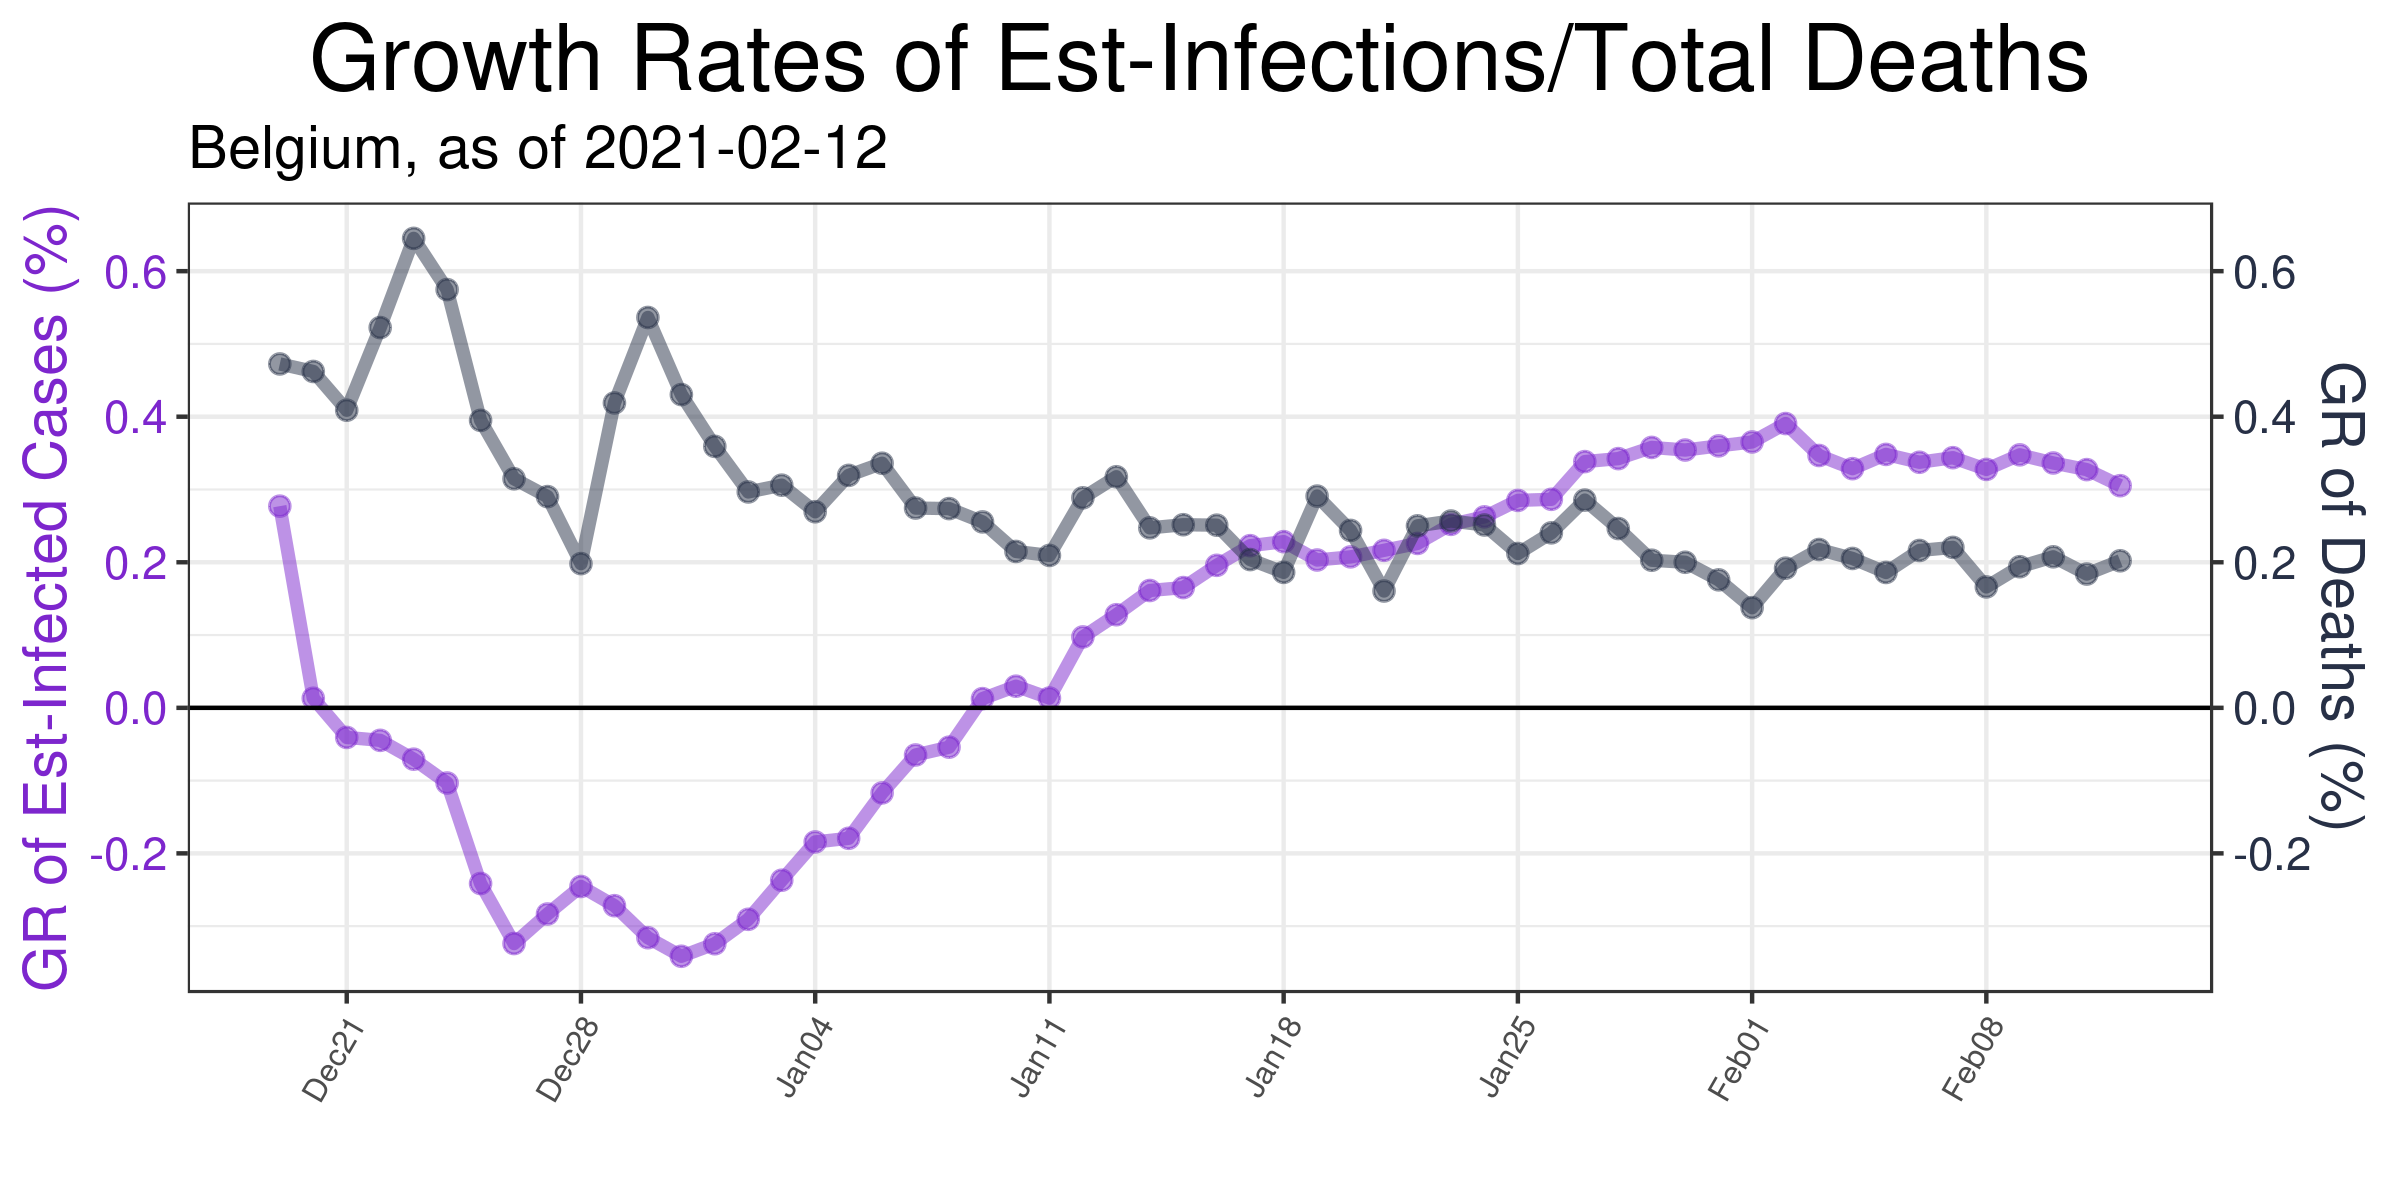 Growth Rates of Est-Infections/Total Deaths
Belgium, as of 2021-02-12
GR of Est-Infected Cases (%)
0.6
0.4
0.2
0.0
-0.2
0.6
0.4
0.2
0.0
-0.2
GR of Deaths (%)
Dec21
Dec28
Jan04
Jan11
Jan18
Jan25
Feb01
Feb08